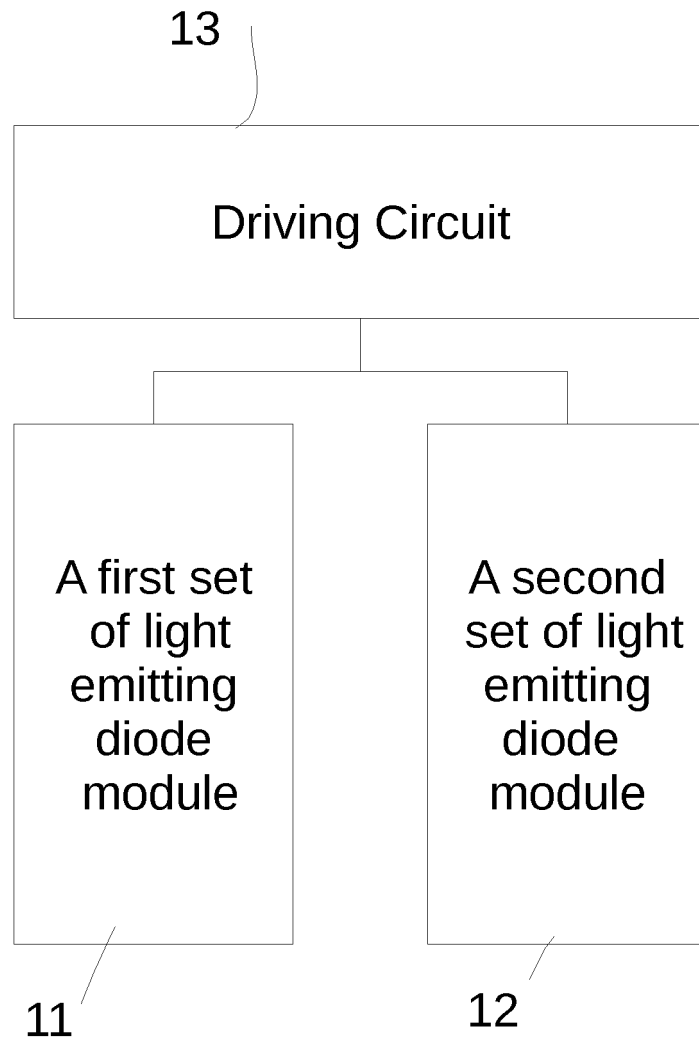 13
Driving Circuit
A first set
of light
emitting
diode
module
A second
set of light
emitting
diode
module
11
12